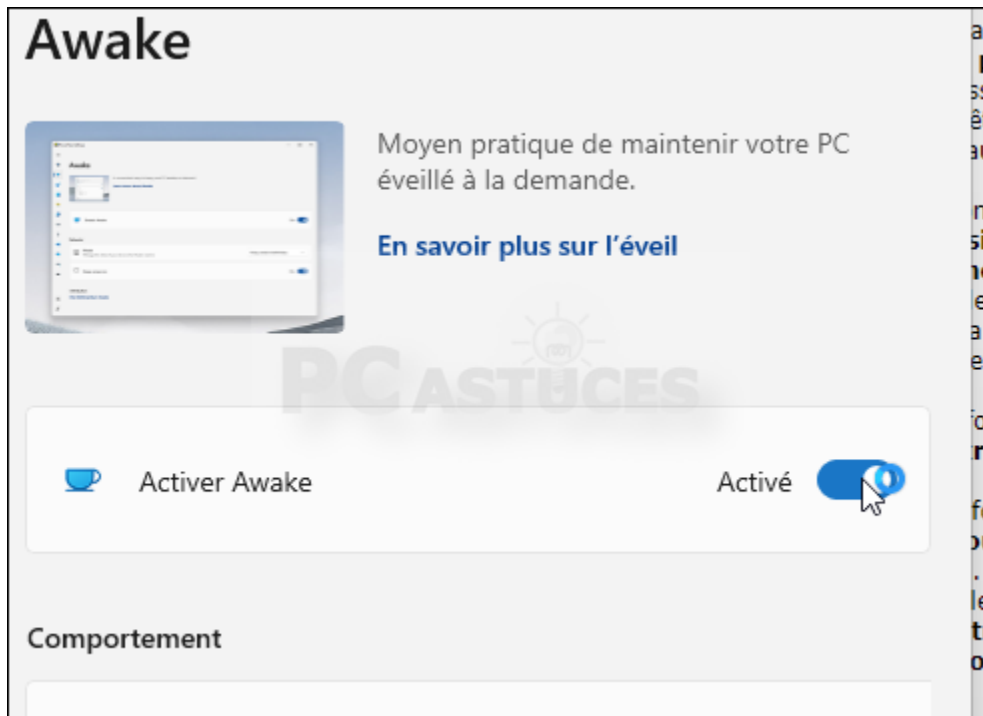 Awake
Moyen pratique de maintenir votre PC
éveillé à la demande.
En savoir plus sur l’éveil
PC ASTUCES
Activer Awake
Activé
Comportement